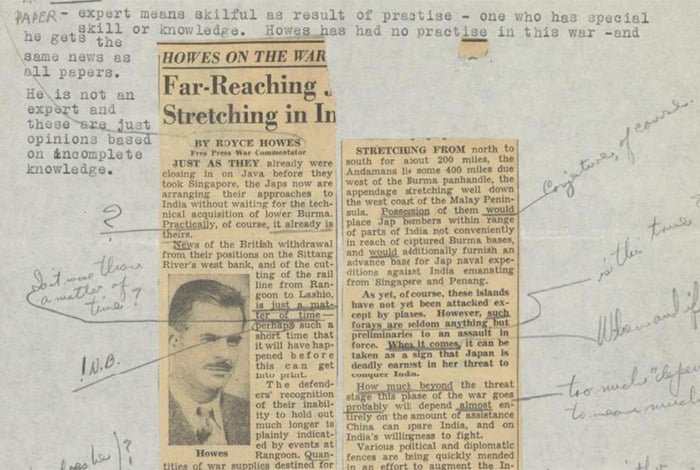 PAPER - expert means skilful as result of practise - one who has special
skill or knowledge. Howes has had no practise in this war -and
he gets the
same news as
all papers.
He is not an
expert and
these are just
opinions based
on incomplete
knowledge.
?
Is it more than
a matter of
time?
!N.B.
HOWES ON THE WAR
Far-Reaching
Stretching in In
BY ROYCE HOWES
Free Press War Commentator
JUST AS THEY already were
closing in on Java before they
took Singapore, the Japs now are
arranging their approaches to
India without waiting for the tech-
nical acquisition of lower Burma.
Practically, of course, it already is
theirs.
News of the British withdrawal
from their positions on the Sittang
River's west bank, and of the cut-
ting of the rail
line from Ran-
goon to Lashio,
is just a mat-
ter of time—
perhaps such a
short time that
it will have hap-
pened before
this can get
into print.
The defend-
ers' recognition
of their inabil-
ity to hold out
much longer is
plainly indicat-
ed by events at
Rangoon. Quan-
tities of war supplies destined for
Howes
STRETCHING FROM north to
south for about 200 miles, the
Andamans lie some 400 miles due
west of the Burma panhandle, the
appendage stretching well down
the west coast of the Malay Penin-
sula. Possession of them would
place Jap bombers within range
of parts of India not conveniently
in reach of captured Burma bases,
and would additionally furnish an
advance base for Jap naval expe-
ditions against India emanating
from Singapore and Penang.
As yet, of course, these islands
have not yet been attacked ex-
cept by planes. However, such
forays are seldom anything but
preliminaries to an assault in
force. When it comes, it can be
taken as a sign that Japan is
deadly earnest in her threat to
conquer India.
How much beyond the threat
stage this phase of the war goes
probably will depend almost en-
tirely on the amount of assistance
China can spare India, and on
India's willingness to fight.
Various political and diplomatic
fences are being quickly mended
in an effort to augment the In-
Conjecture, of course.
is this true?
When and if
too much
to mean much